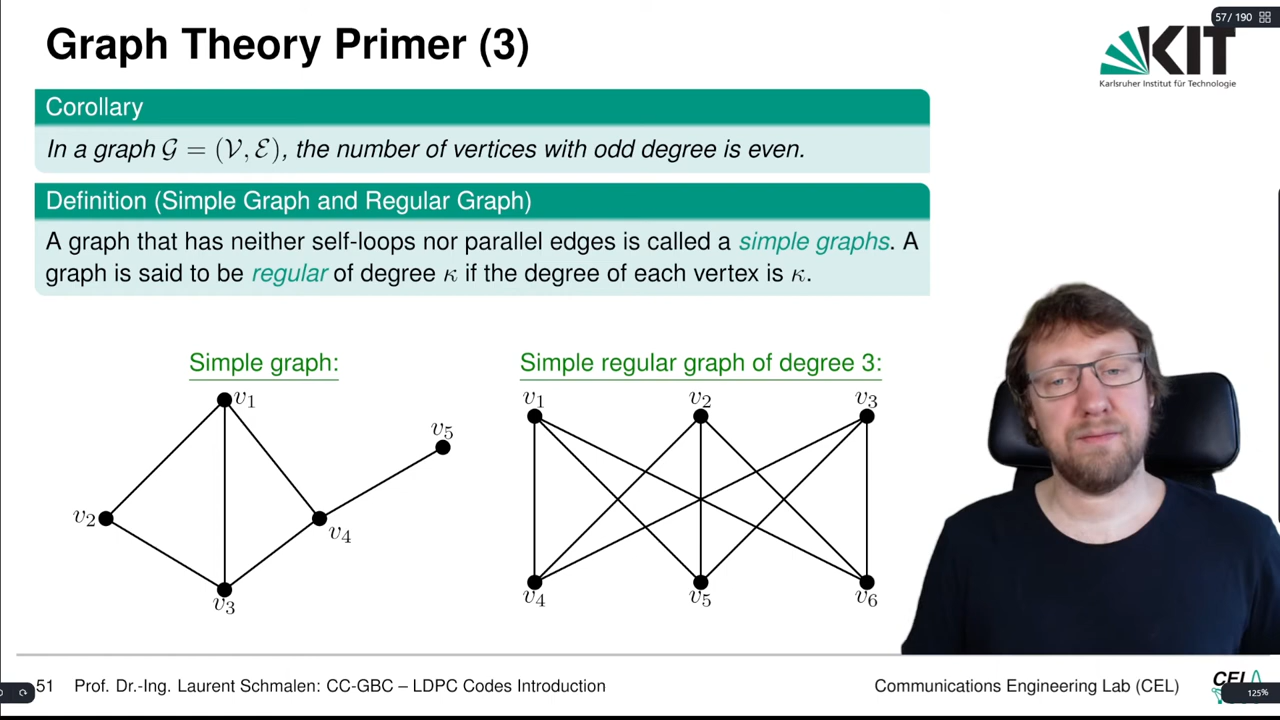 Graph Theory Primer (3)
57 / 190
KIT
Karlsruher Institut für Technologie
Corollary
In a graph 𝒢 = (𝒱, ℰ), the number of vertices with odd degree is even.
Definition (Simple Graph and Regular Graph)
A graph that has neither self-loops nor parallel edges is called a simple graphs. A
graph is said to be regular of degree κ if the degree of each vertex is κ.
Simple graph:
v₁
v₂
v₃
v₄
v₅
Simple regular graph of degree 3:
v₁ v₂ v₃
v₄ v₅ v₆
51 Prof. Dr.-Ing. Laurent Schmalen: CC-GBC – LDPC Codes Introduction
Communications Engineering Lab (CEL)
125%